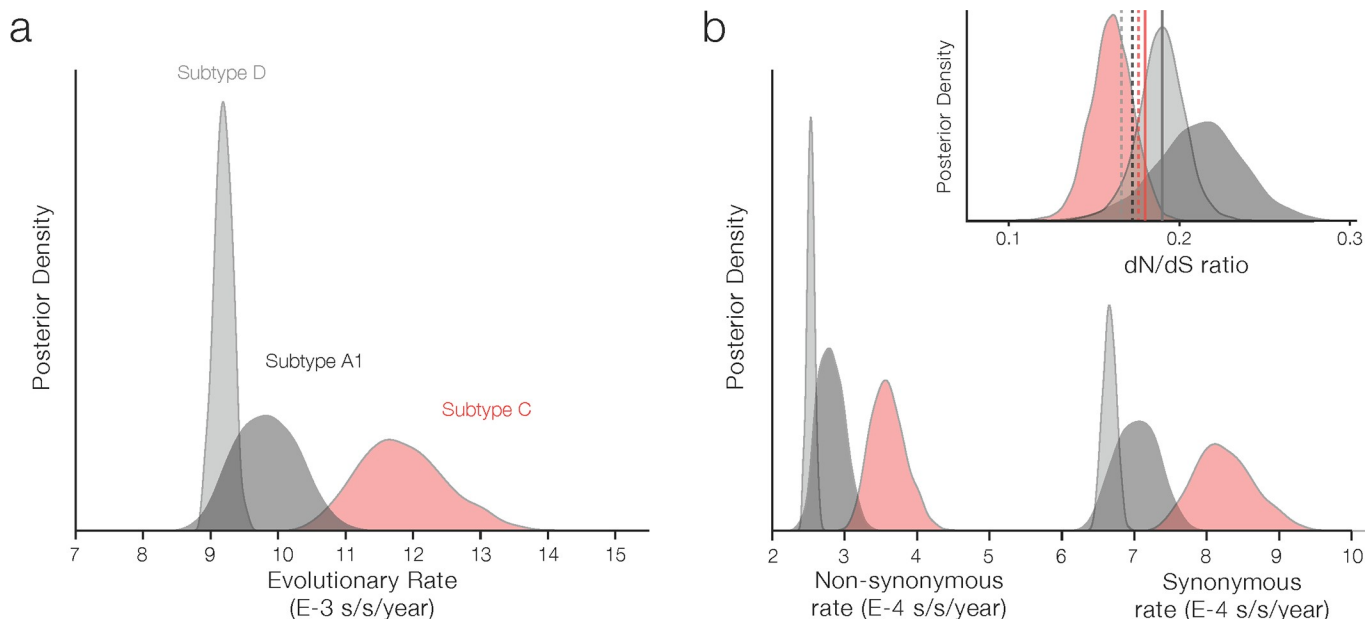 a
Posterior Density
Subtype D
Subtype A1
Subtype C
7 8 9 10 11 12 13 14 15
Evolutionary Rate
(E-3 s/s/year)
b
Posterior Density
0.1 0.2 0.3
dN/dS ratio
Posterior Density
2 3 4 5 6 7 8 9 10
Non-synonymous
rate (E-4 s/s/year)
Synonymous
rate (E-4 s/s/year)